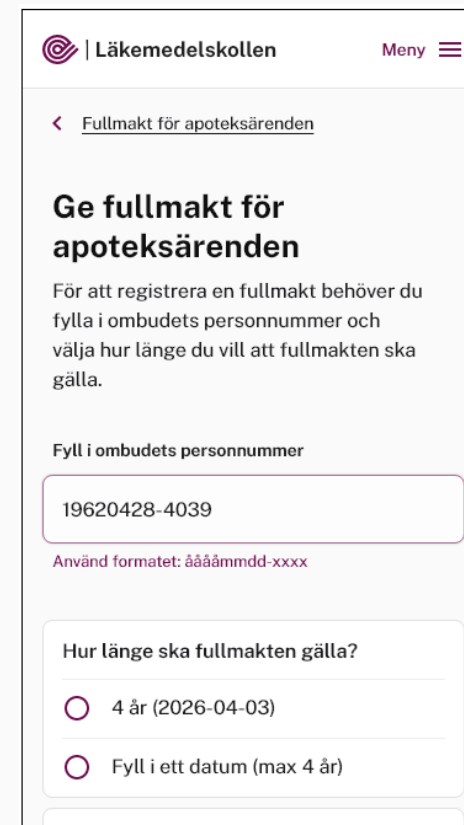 | Läkemedelskollen
Meny
Fullmakt för apoteksärenden
Ge fullmakt för
apoteksärenden
För att registrera en fullmakt behöver du
fylla i ombudets personnummer och
välja hur länge du vill att fullmakten ska
gälla.
Fyll i ombudets personnummer
19620428-4039
Använd formatet: ååååmmdd-xxxx
Hur länge ska fullmakten gälla?
4 år (2026-04-03)
Fyll i ett datum (max 4 år)